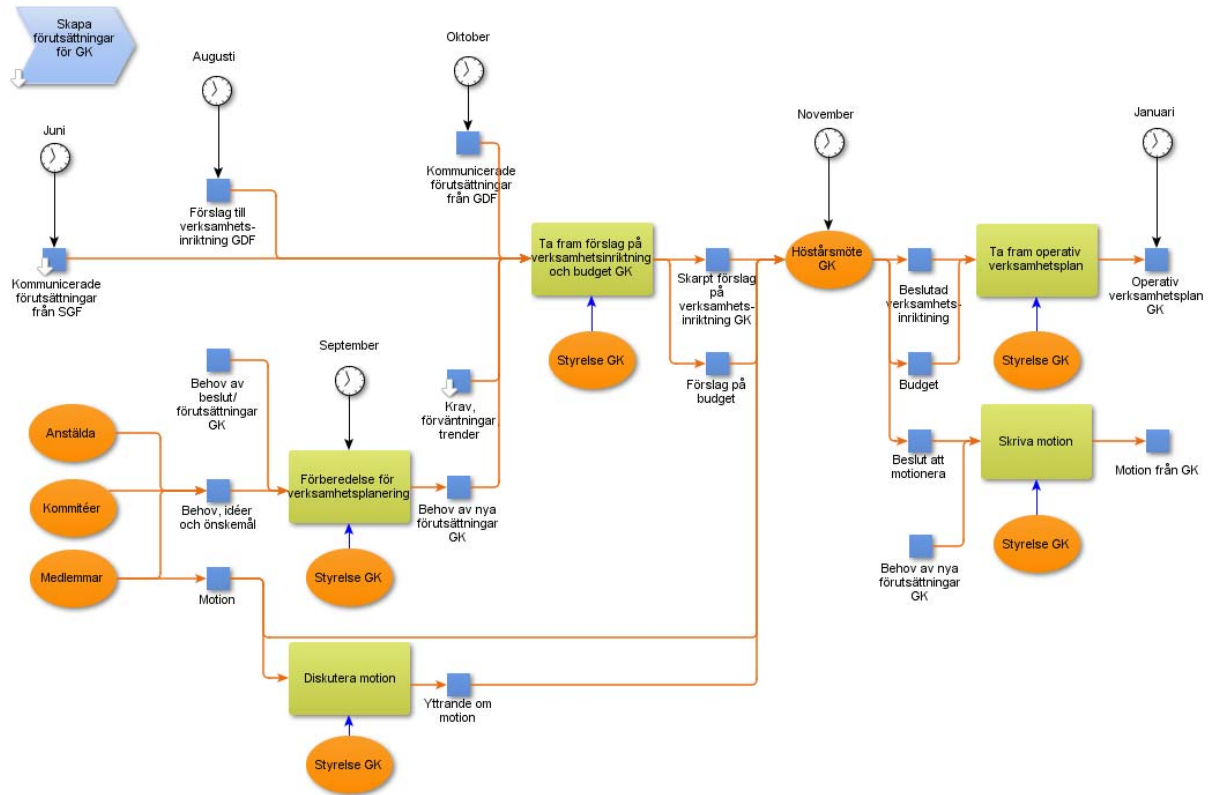 Skapa
förutsättningar
för GK
Augusti
Oktober
Juni
November
Januari
Kommunicerade
förutsättningar
från GDF
Förslag till
verksamhets-
inriktning GDF
Ta fram förslag på
verksamhetsinriktning
och budget GK
Höstårsmöte
GK
Ta fram operativ
verksamhetsplan
Kommunicerade
förutsättningar
från SGF
Skarpt förslag
på
verksamhets-
inriktning GK
Beslutad
verksamhets-
inriktining
Operativ
verksamhetsplan
GK
September
Styrelse GK
Styrelse GK
Behov av
beslut/
förutsättningar
GK
Krav,
förväntningar
trender
Förslag på
budget
Budget
Anstälda
Kommitéer
Medlemmar
Behov, idéer
och önskemål
Förberedelse för
verksamhetsplanering
Behov av nya
förutsättningar
GK
Beslut att
motionera
Skriva motion
Motion från GK
Styrelse GK
Styrelse GK
Motion
Behov av nya
förutsättningar
GK
Diskutera motion
Yttrande om
motion
Styrelse GK